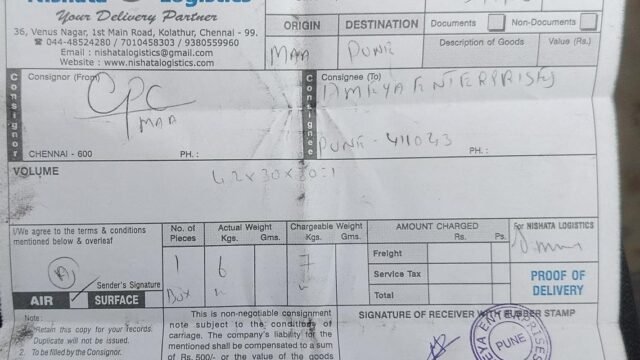 Nishata Logistics
Your Delivery Partner
36, Venus Nagar, 1st Main Road, Kolathur, Chennai - 99.
☎ 044-48524280 / 7010458303 / 9380559960
Email : nishatalogistics@gmail.com
Website : www.nishatalogistics.com
ORIGIN DESTINATION Documents Non-Documents
MAA PUNE Description of Goods Value (Rs.)
Consignor Consignor (From) Consignee Consignee (To)
CPC AMEYA ENTERPRISES
MAA
PUNE - 411043
CHENNAI - 600 PH. : PH. :
VOLUME
42x30x30:1
I/We agree to the terms & conditions
mentioned below & overleaf
Sender's Signature
AIR SURFACE
No. of Pieces Actual Weight Kgs. Gms. Chargeable Weight Kgs. Gms.
1 6 7
Box
AMOUNT CHARGED Rs. Ps.
Freight
Service Tax
Total
For NISHATA LOGISTICS
PROOF OF
DELIVERY
Note :
Retain this copy for your records.
Duplicate will not be issued.
2. To be filled by the Consignor.
This is non-negotiable consignment
note subject to the condition of
carriage. The company's liability for the
mentioned shall be compensated to a
sum of Rs. 500/- or the value of the goods
SIGNATURE OF RECEIVER WITH RUBBER STAMP
PUNE